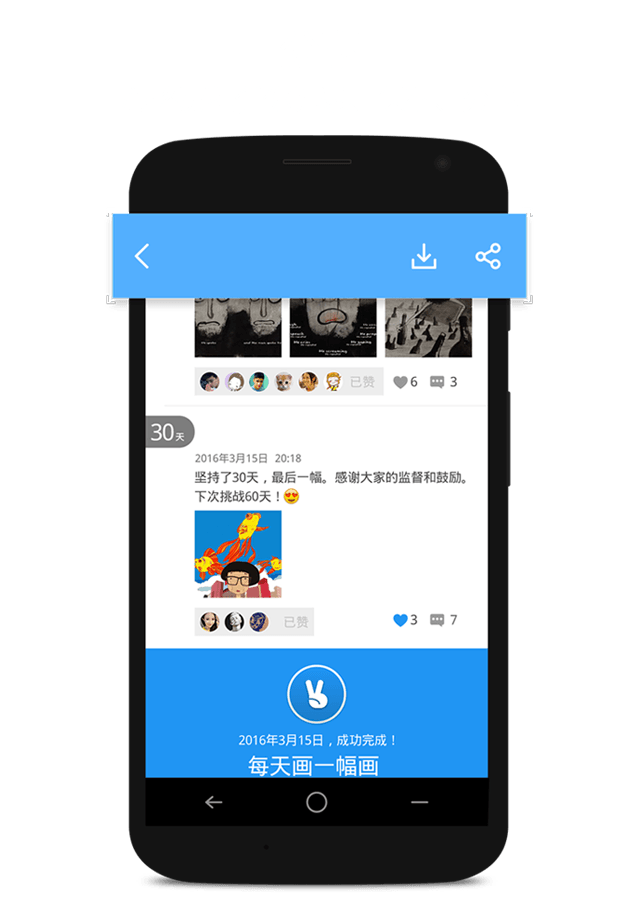 已赞 6 3
30天
2016年3月15日 20:18
坚持了30天，最后一幅。感谢大家的监督和鼓励。
下次挑战60天！😍
已赞 3 7
2016年3月15日，成功完成！
每天画一幅画